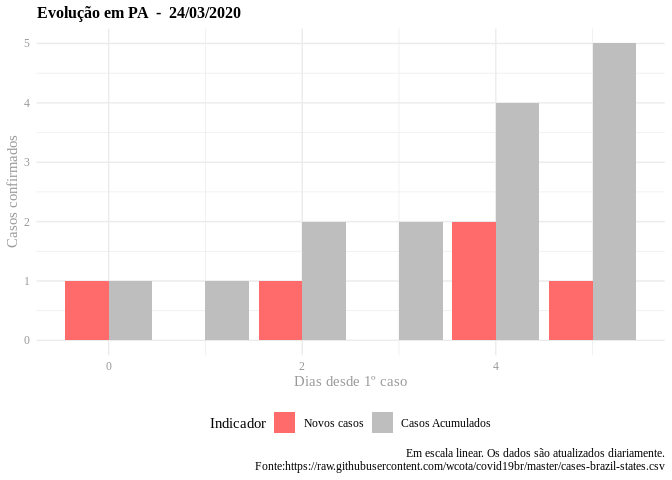 Evolução em PA  -  24/03/2020
5
4
3
2
1
0
Casos confirmados
0 2 4
Dias desde 1º caso
Indicador Novos casos Casos Acumulados
Em escala linear. Os dados são atualizados diariamente.
Fonte:https://raw.githubusercontent.com/wcota/covid19br/master/cases-brazil-states.csv